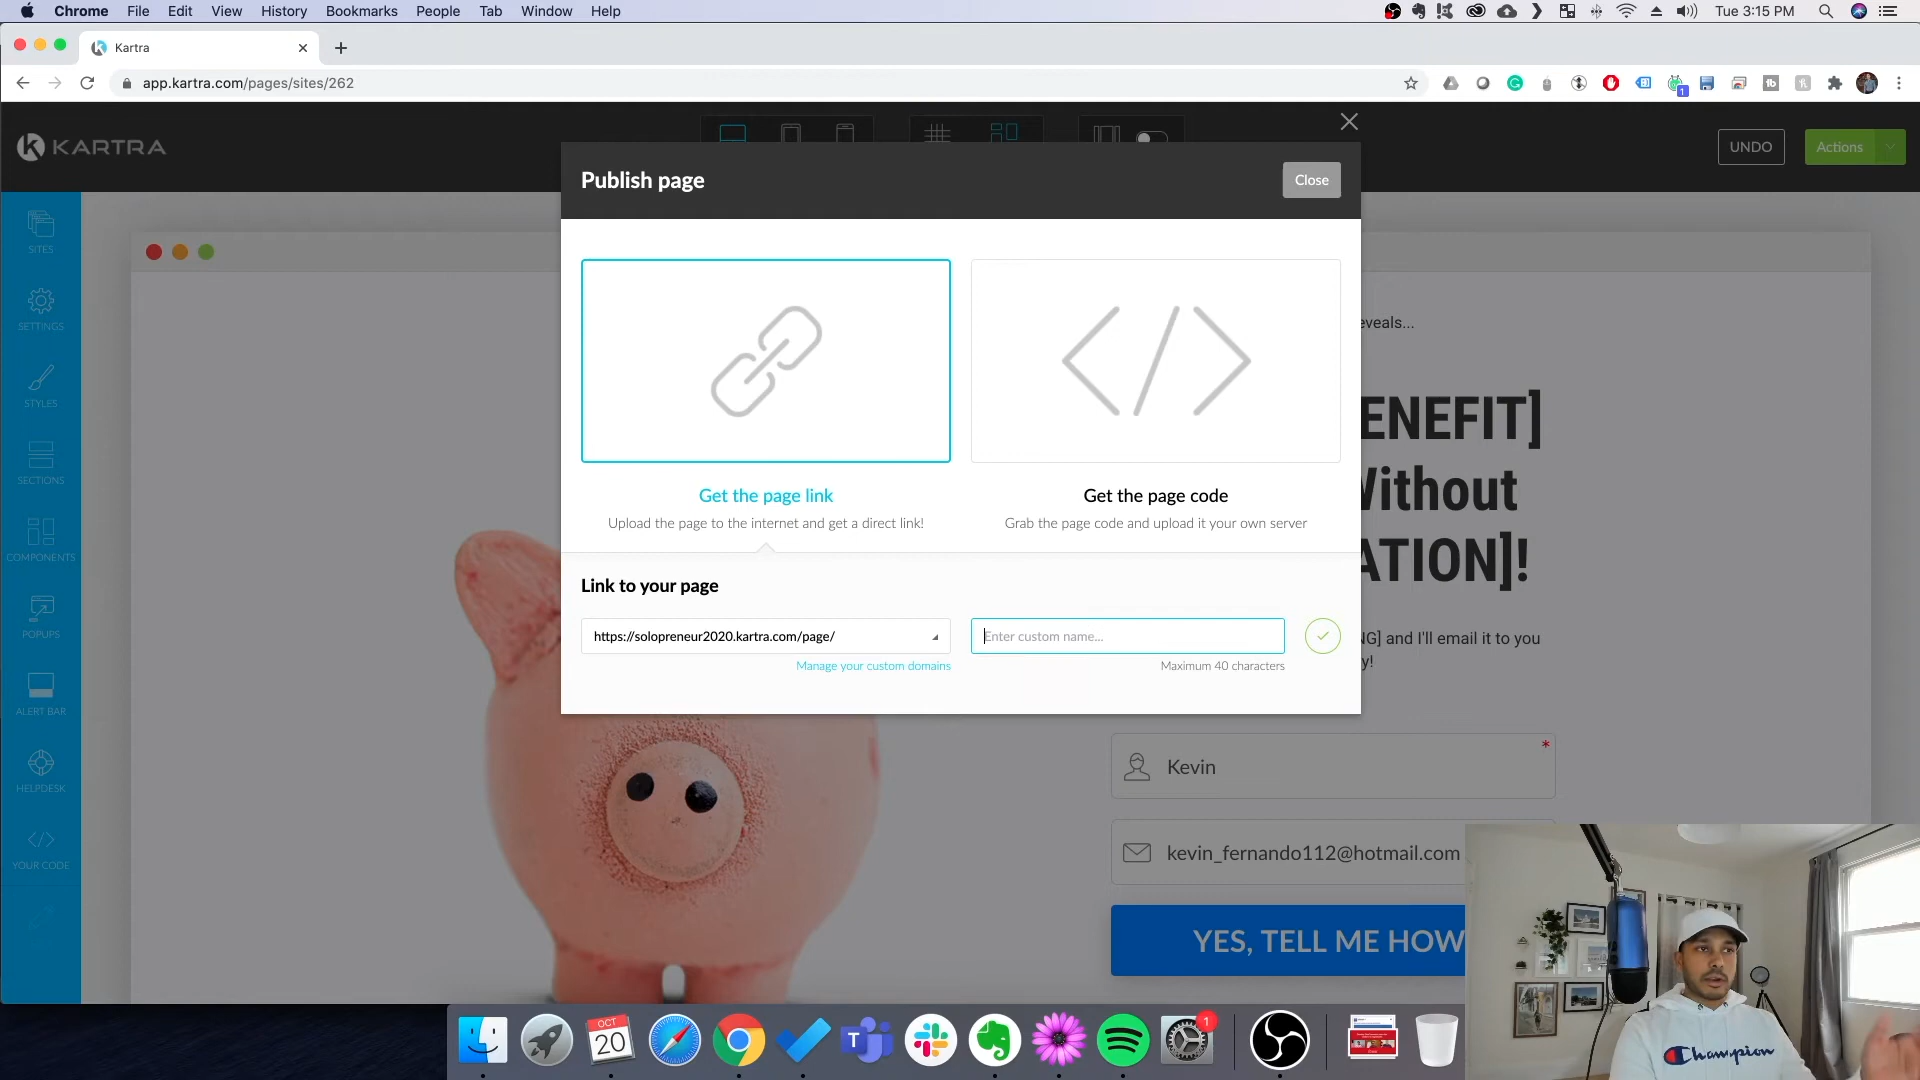 Chrome File Edit View History Bookmarks People Tab Window Help
Tue 3:15 PM
Kartra
app.kartra.com/pages/sites/262
1
KARTRA
UNDO
Actions
Publish page
Close
SITES
SETTINGS
STYLES
SECTIONS
COMPONENTS
POPUPS
ALERT BAR
HELPDESK
YOUR CODE
eveals...
ENEFIT]
Without
ATION]!
Get the page link
Upload the page to the internet and get a direct link!
Get the page code
Grab the page code and upload it your own server
Link to your page
https://solopreneur2020.kartra.com/page/
Enter custom name...
Manage your custom domains
Maximum 40 characters
G] and I'll email it to you
y!
*
Kevin
kevin_fernando112@hotmail.com
YES, TELL ME HOW
OCT
20
T
1
Champion